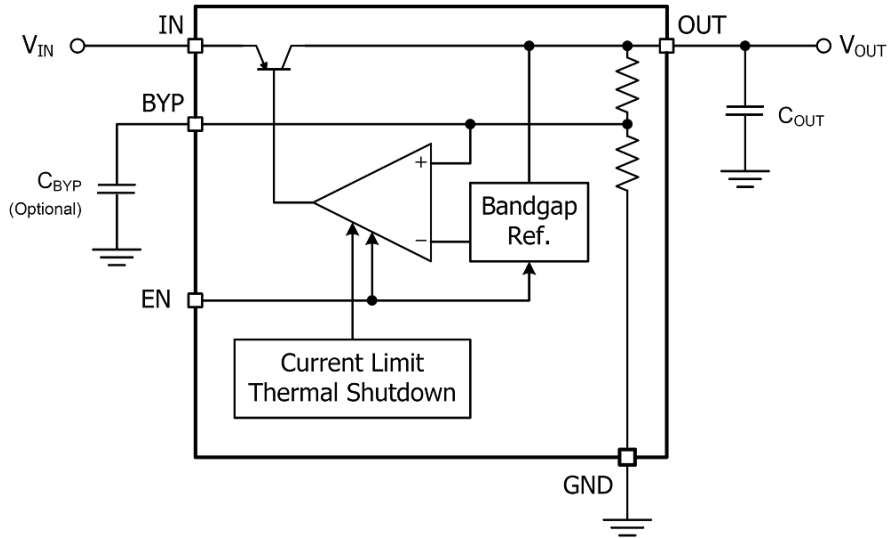 IN
OUT
VIN
VOUT
BYP
COUT
CBYP
(Optional)
+
−
Bandgap
Ref.
EN
Current Limit
Thermal Shutdown
GND